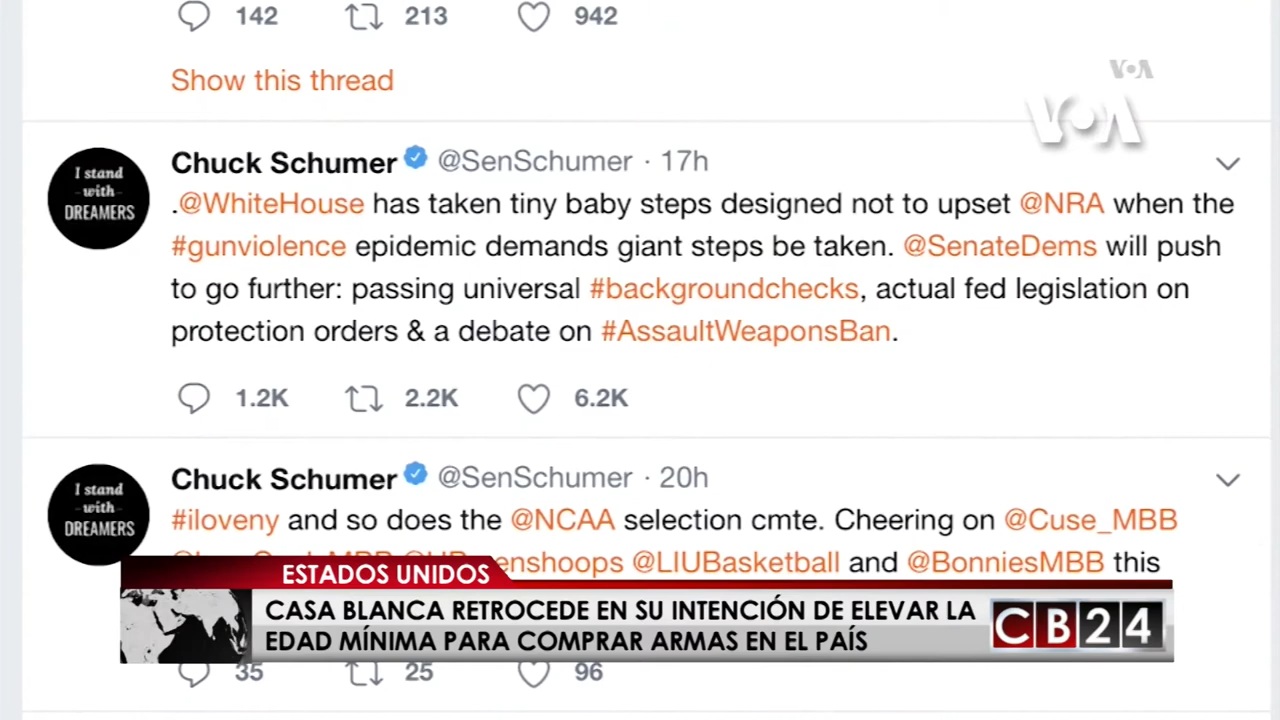 142 213 942
Show this thread
VOA
VOA
I stand
with
DREAMERS
Chuck Schumer @SenSchumer · 17h
.@WhiteHouse has taken tiny baby steps designed not to upset @NRA when the
#gunviolence epidemic demands giant steps be taken. @SenateDems will push
to go further: passing universal #backgroundchecks, actual fed legislation on
protection orders & a debate on #AssaultWeaponsBan.
1.2K 2.2K 6.2K
I stand
with
DREAMERS
Chuck Schumer @SenSchumer · 20h
#iloveny and so does the @NCAA selection cmte. Cheering on @Cuse_MBB
@LIUBasketball and @BonniesMBB this
ESTADOS UNIDOS
CASA BLANCA RETROCEDE EN SU INTENCIÓN DE ELEVAR LA
EDAD MÍNIMA PARA COMPRAR ARMAS EN EL PAÍS
CB24
35 25 96